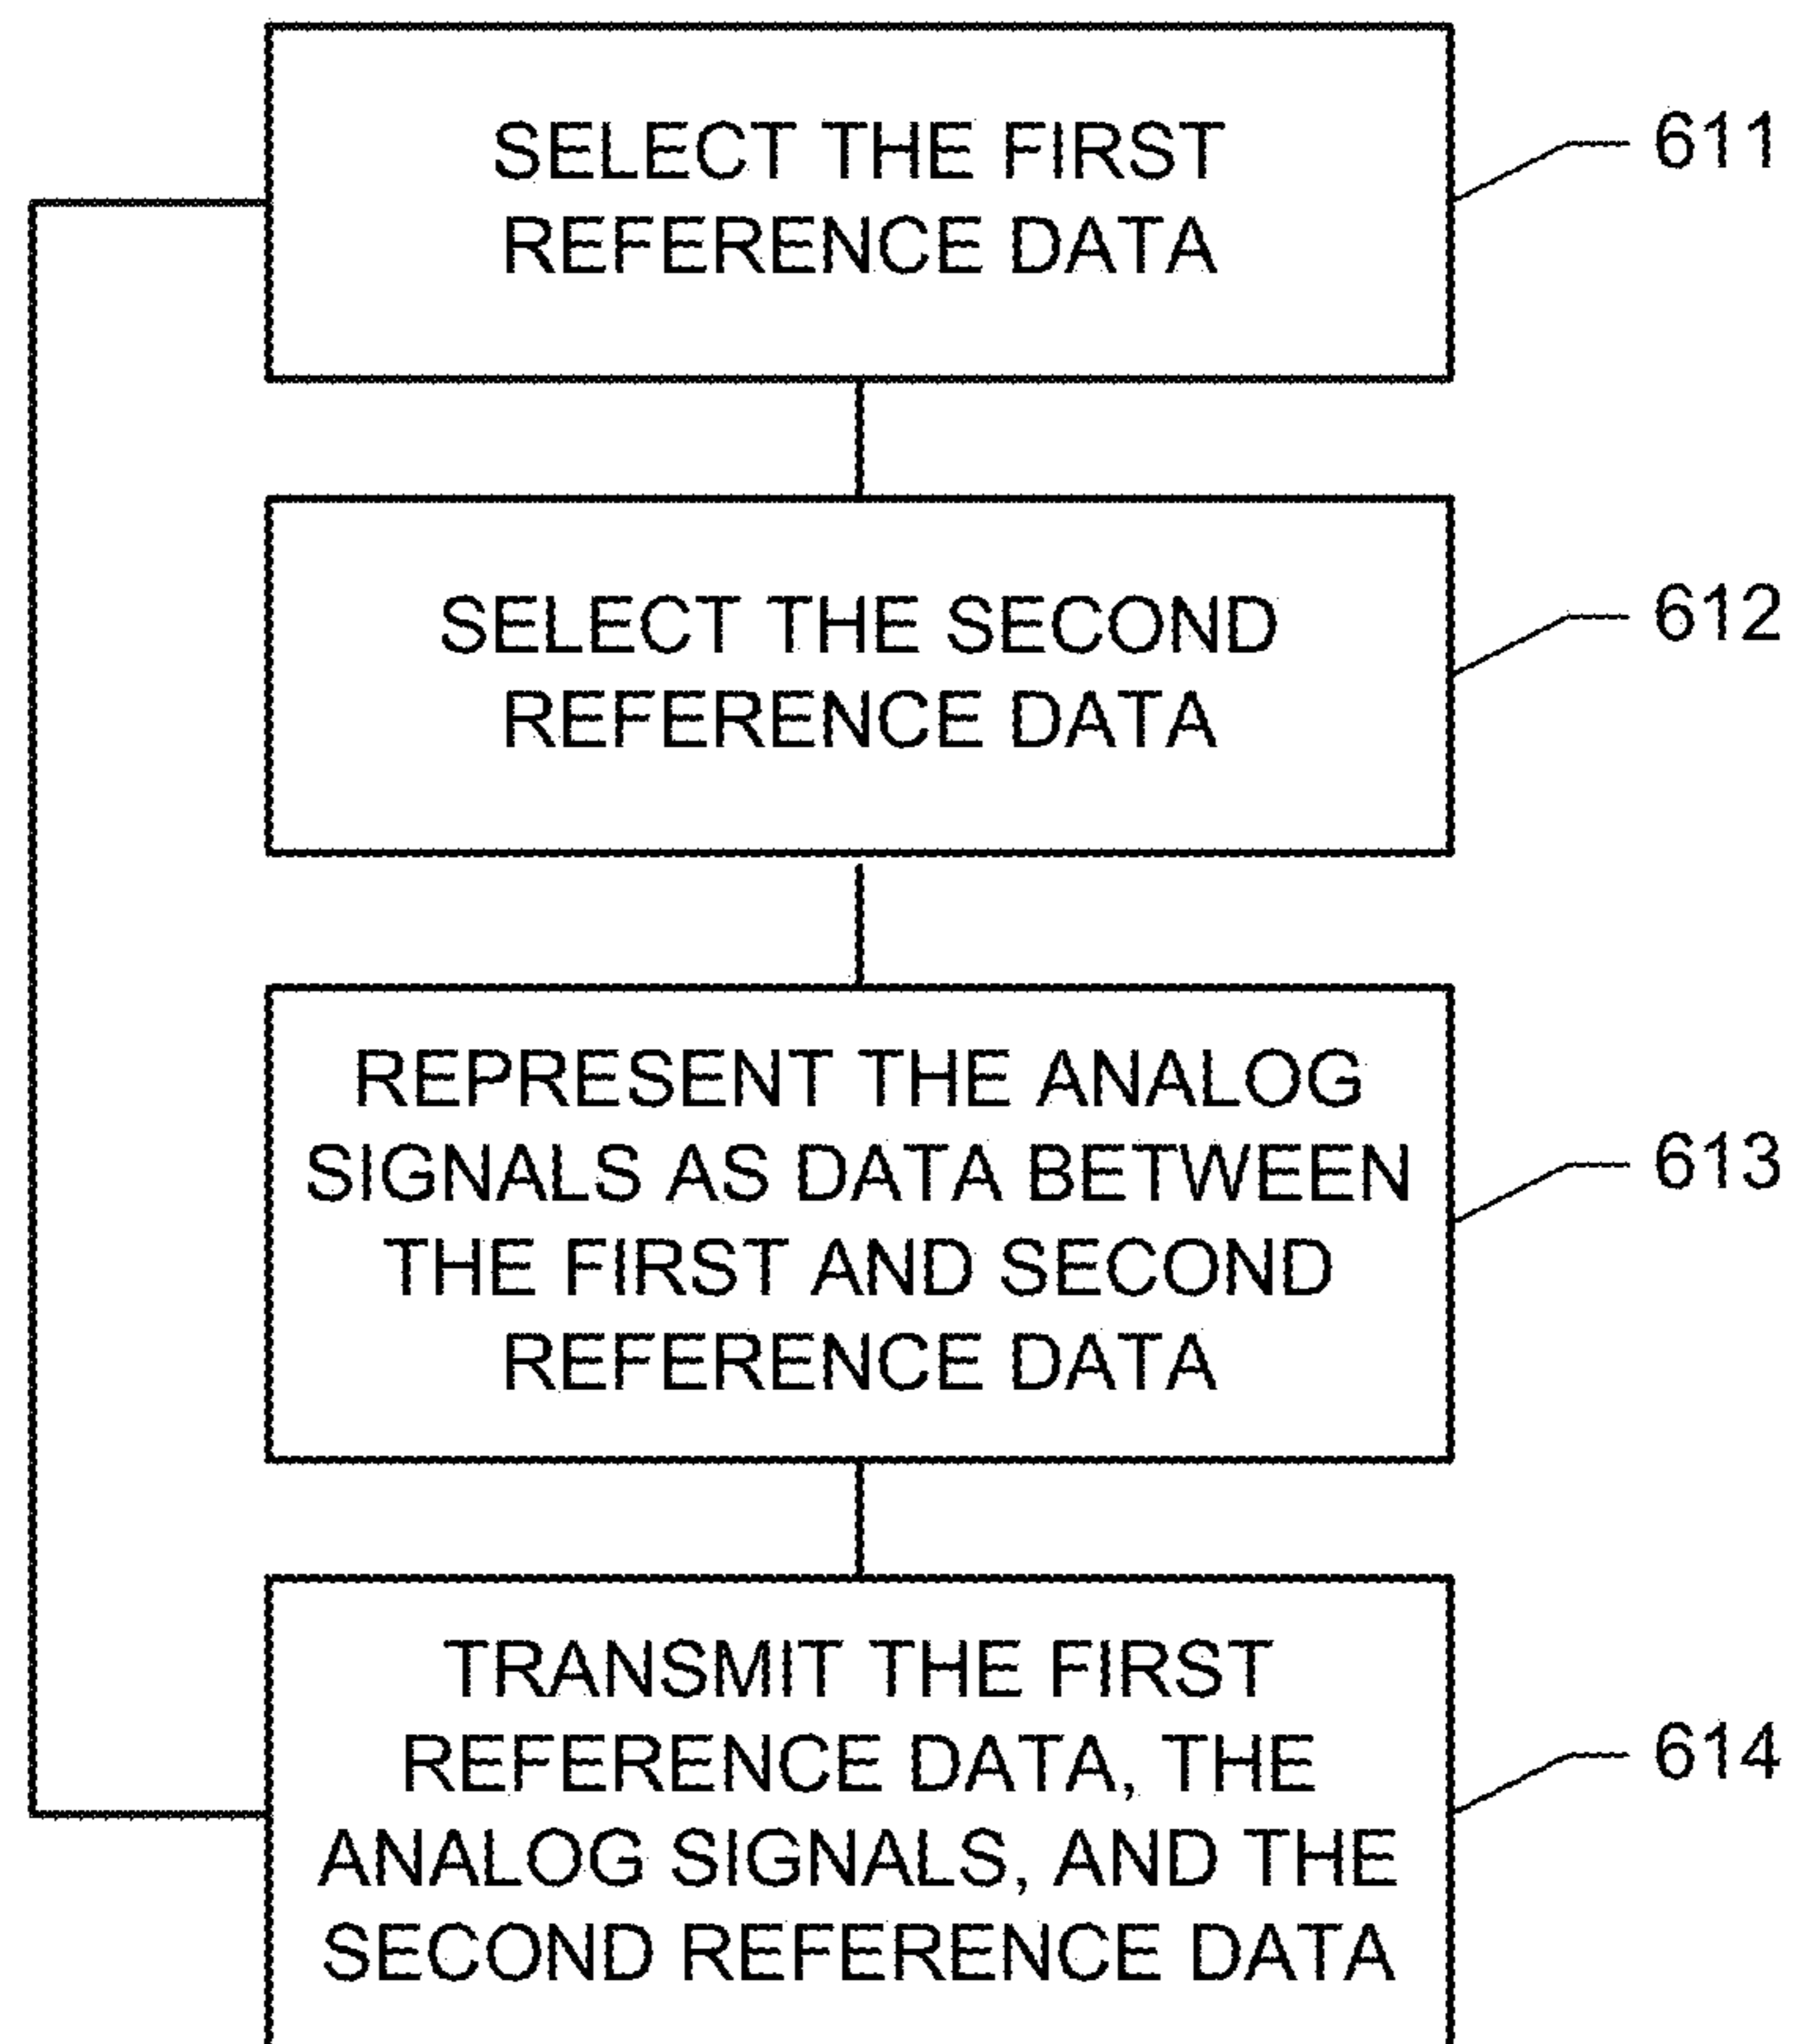 SELECT THE FIRST
REFERENCE DATA
611
SELECT THE SECOND
REFERENCE DATA
612
REPRESENT THE ANALOG
SIGNALS AS DATA BETWEEN
THE FIRST AND SECOND
REFERENCE DATA
613
TRANSMIT THE FIRST
REFERENCE DATA, THE
ANALOG SIGNALS, AND THE
SECOND REFERENCE DATA
614